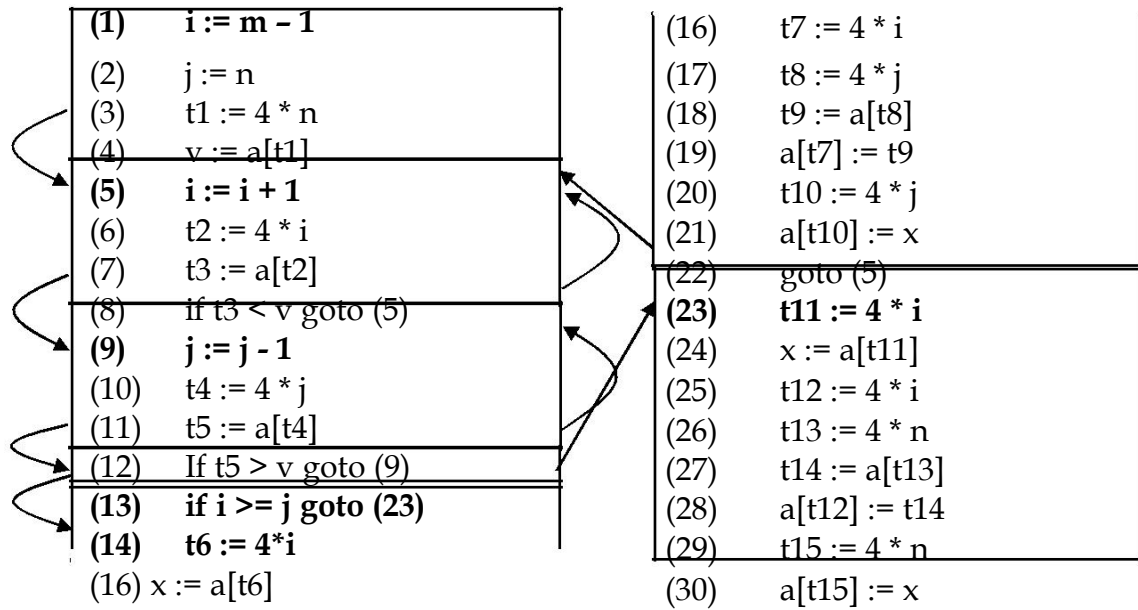 (1) i := m – 1
(2) j := n
(3) t1 := 4 * n
(4) v := a[t1]
(5) i := i + 1
(6) t2 := 4 * i
(7) t3 := a[t2]
(8) if t3 < v goto (5)
(9) j := j - 1
(10) t4 := 4 * j
(11) t5 := a[t4]
(12) If t5 > v goto (9)
(13) if i >= j goto (23)
(14) t6 := 4*i
(16) x := a[t6]
(16) t7 := 4 * i
(17) t8 := 4 * j
(18) t9 := a[t8]
(19) a[t7] := t9
(20) t10 := 4 * j
(21) a[t10] := x
(22) goto (5)
(23) t11 := 4 * i
(24) x := a[t11]
(25) t12 := 4 * i
(26) t13 := 4 * n
(27) t14 := a[t13]
(28) a[t12] := t14
(29) t15 := 4 * n
(30) a[t15] := x